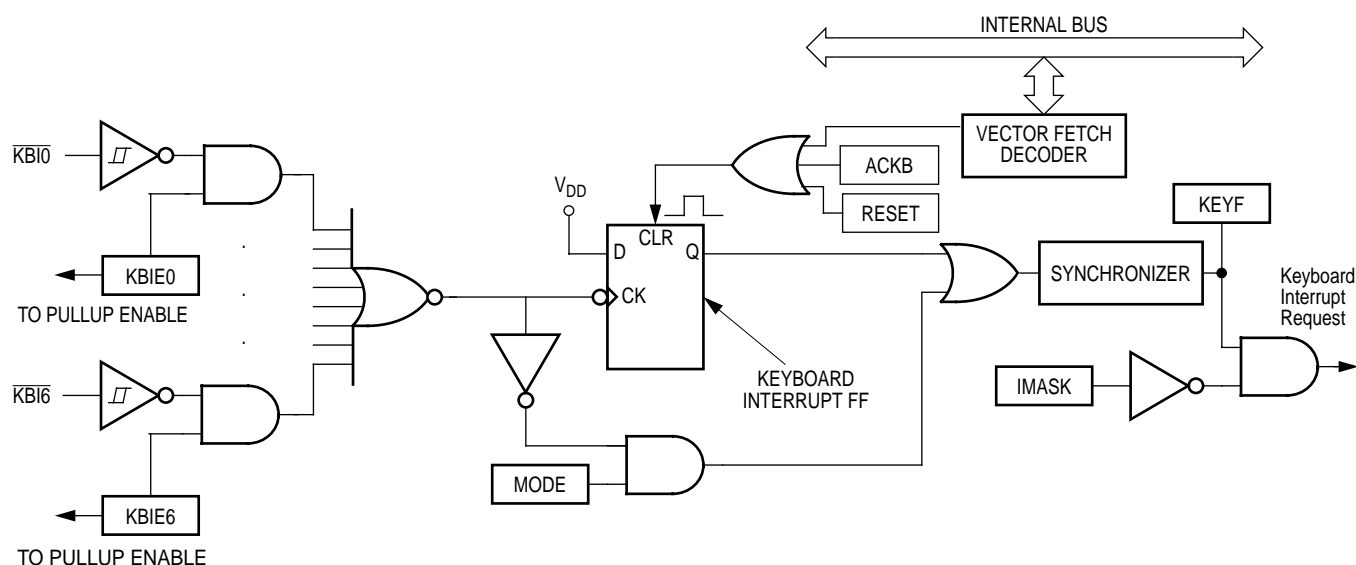 INTERNAL BUS
VECTOR FETCH
DECODER
ACKB
RESET
KBI0
KBIE0
TO PULLUP ENABLE
.
.
.
KBI6
KBIE6
TO PULLUP ENABLE
VDD
D
CLR
Q
CK
KEYBOARD
INTERRUPT FF
MODE
SYNCHRONIZER
KEYF
IMASK
Keyboard
Interrupt
Request